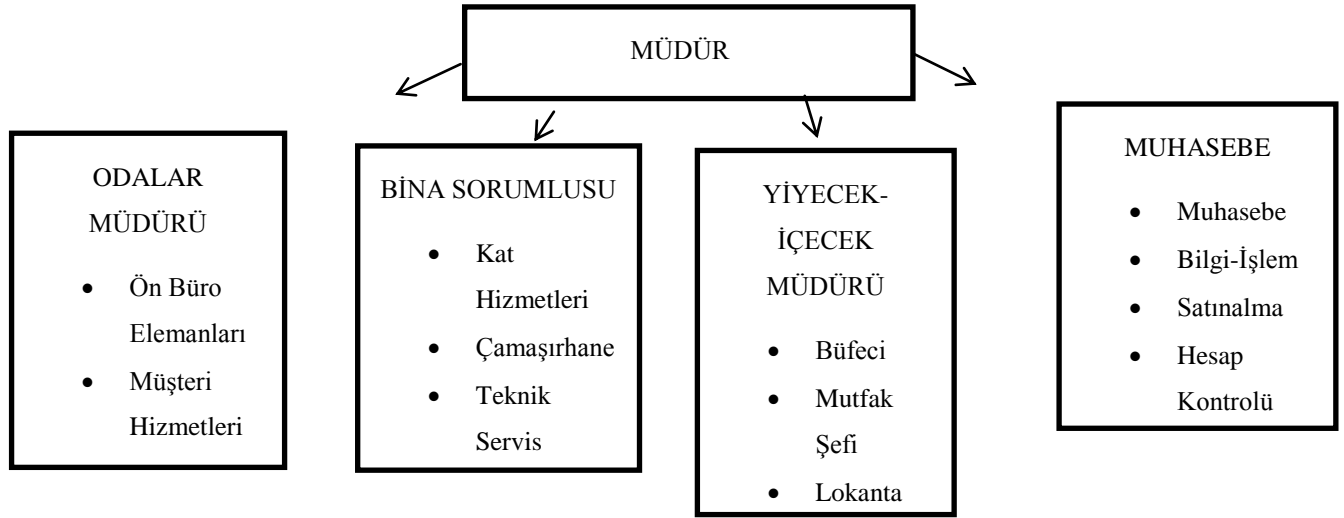 MÜDÜR
ODALAR
MÜDÜRÜ
• Ön Büro
Elemanları
• Müşteri
Hizmetleri
BİNA SORUMLUSU
• Kat
Hizmetleri
• Çamaşırhane
• Teknik
Servis
YİYECEK-
İÇECEK
MÜDÜRÜ
• Büfeci
• Mutfak
Şefi
• Lokanta
MUHASEBE
• Muhasebe
• Bilgi-İşlem
• Satınalma
• Hesap
Kontrolü